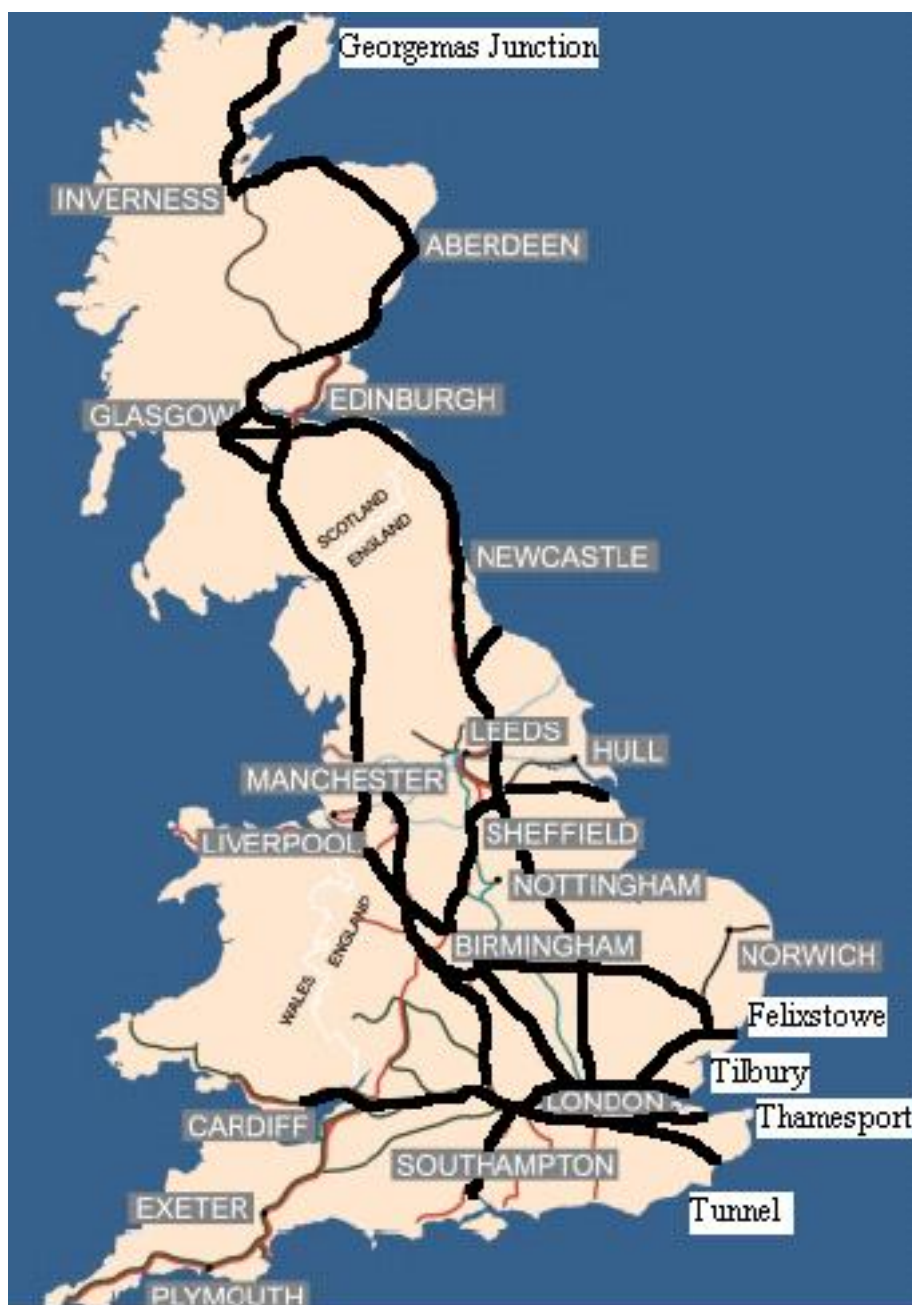 Georgemas Junction
INVERNESS
ABERDEEN
EDINBURGH
GLASGOW
SCOTLAND
ENGLAND
NEWCASTLE
LEEDS
HULL
MANCHESTER
SHEFFIELD
LIVERPOOL
NOTTINGHAM
ENGLAND
WALES
BIRMINGHAM
NORWICH
Felixstowe
Tilbury
LONDON
Thamesport
CARDIFF
SOUTHAMPTON
EXETER
Tunnel
PLYMOUTH